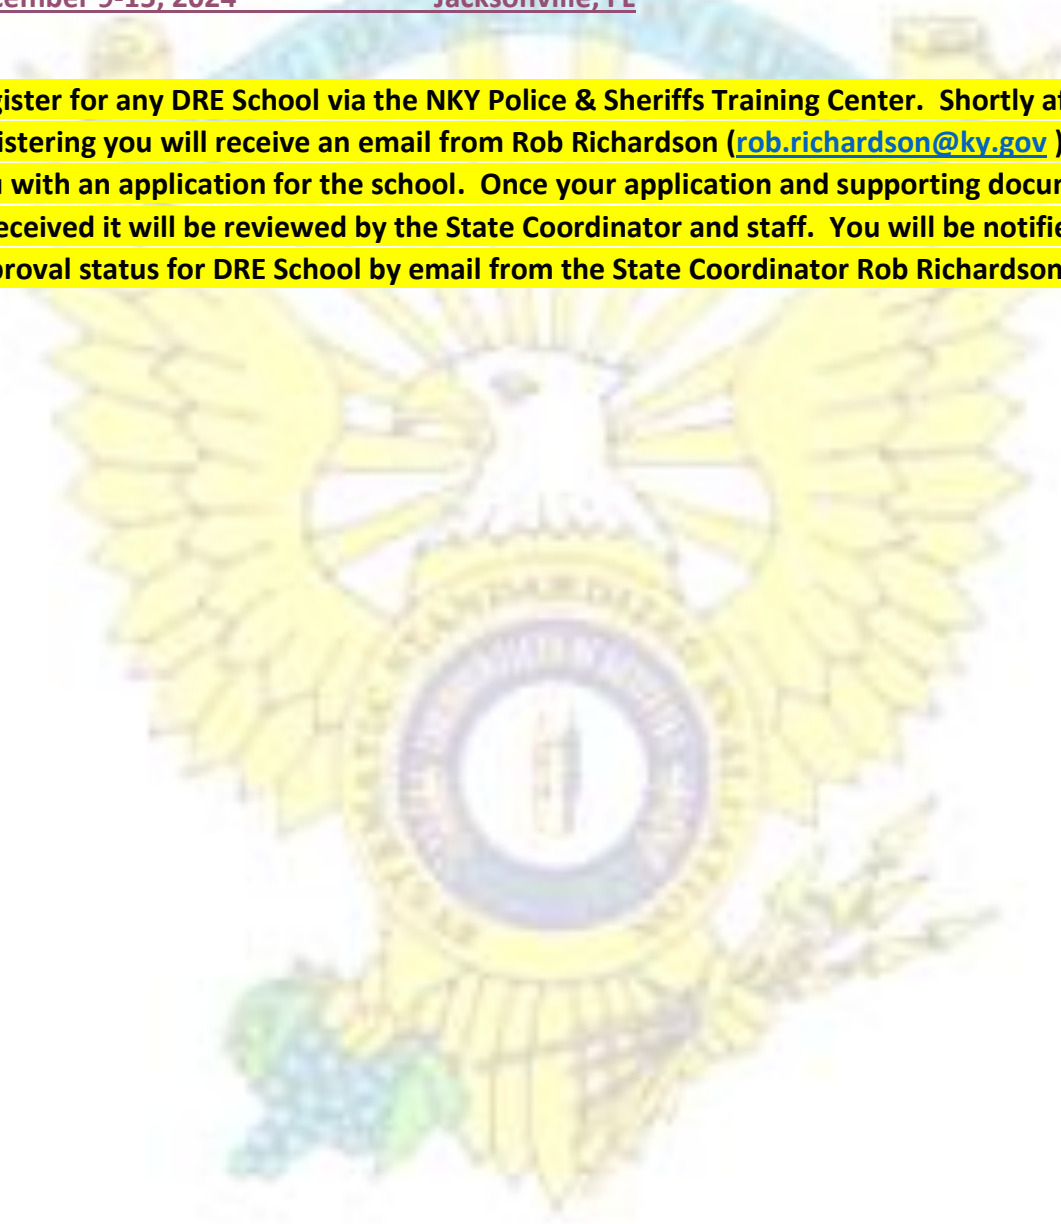 cember 9-13, 2024 Jacksonville, FL
gister for any DRE School via the NKY Police & Sheriffs Training Center. Shortly af
istering you will receive an email from Rob Richardson (rob.richardson@ky.gov )
u with an application for the school. Once your application and supporting docum
eceived it will be reviewed by the State Coordinator and staff. You will be notifie
proval status for DRE School by email from the State Coordinator Rob Richardson